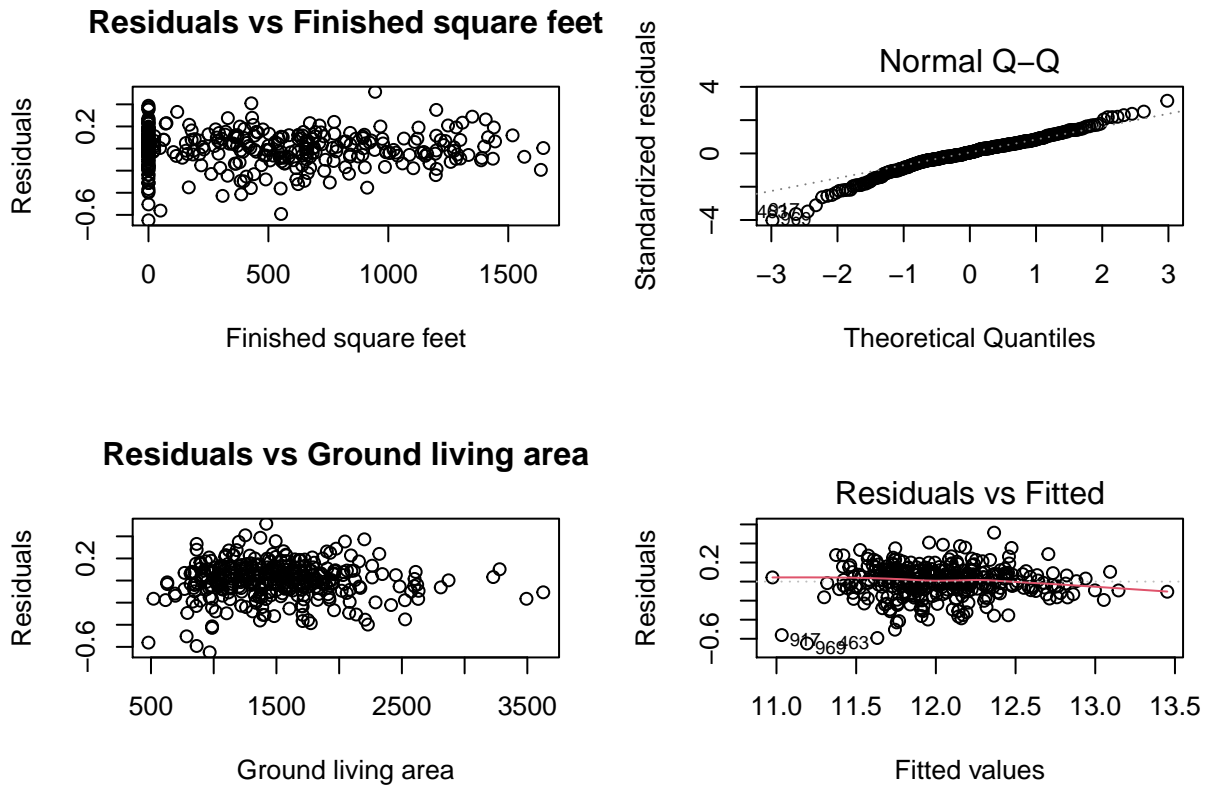 Residuals vs Finished square feet
Residuals
0.2
−0.6
0 500 1000 1500
Finished square feet
Normal Q−Q
Standardized residuals
4
0
−4
463
917
969
−3 −2 −1 0 1 2 3
Theoretical Quantiles
Residuals vs Ground living area
Residuals
0.2
−0.6
500 1500 2500 3500
Ground living area
Residuals vs Fitted
Residuals
0.2
−0.6
917
969
463
11.0 11.5 12.0 12.5 13.0 13.5
Fitted values